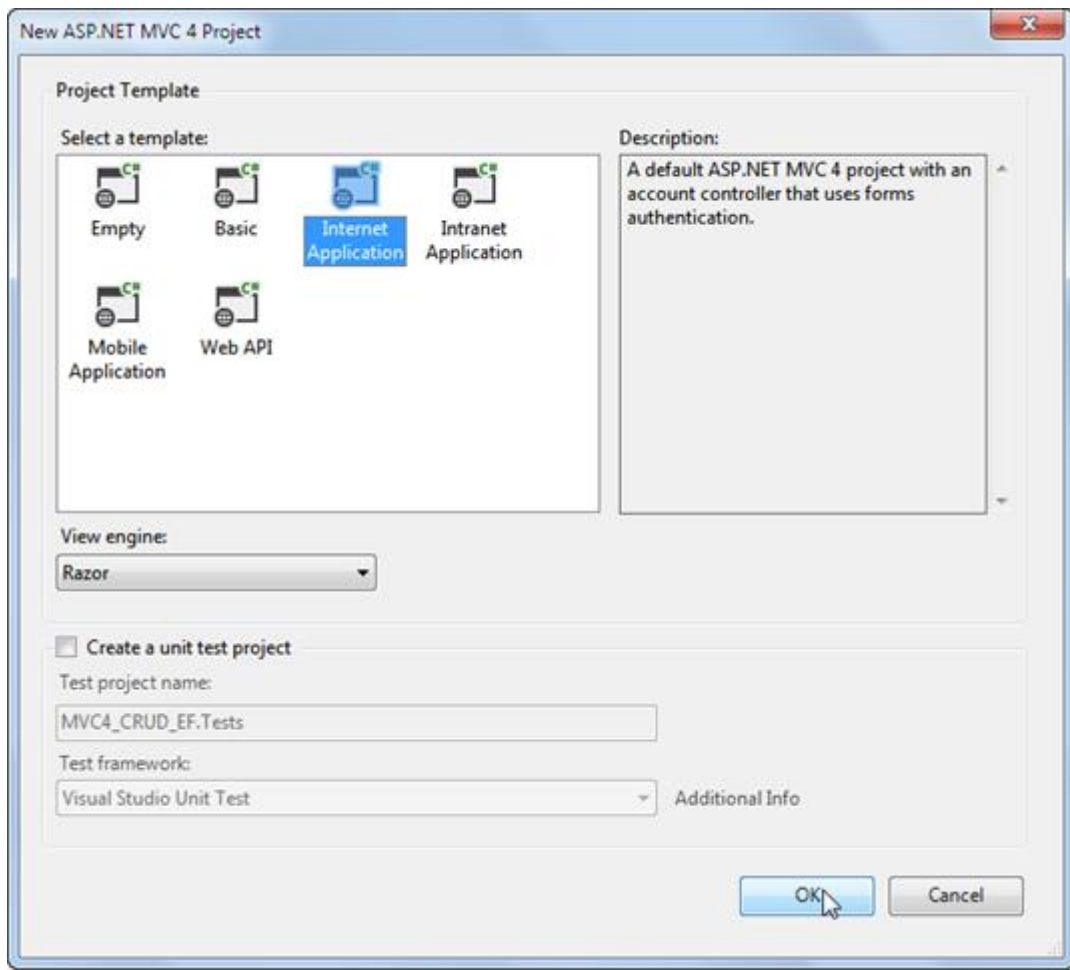 New ASP.NET MVC 4 Project
Project Template
Select a template:
C#
C#
C#
C#
Empty
Basic
Internet
Application
Intranet
Application
C#
C#
Mobile
Application
Web API
Description:
A default ASP.NET MVC 4 project with an
account controller that uses forms
authentication.
View engine:
Razor
Create a unit test project
Test project name:
MVC4_CRUD_EF.Tests
Test framework:
Visual Studio Unit Test
Additional Info
OK
Cancel